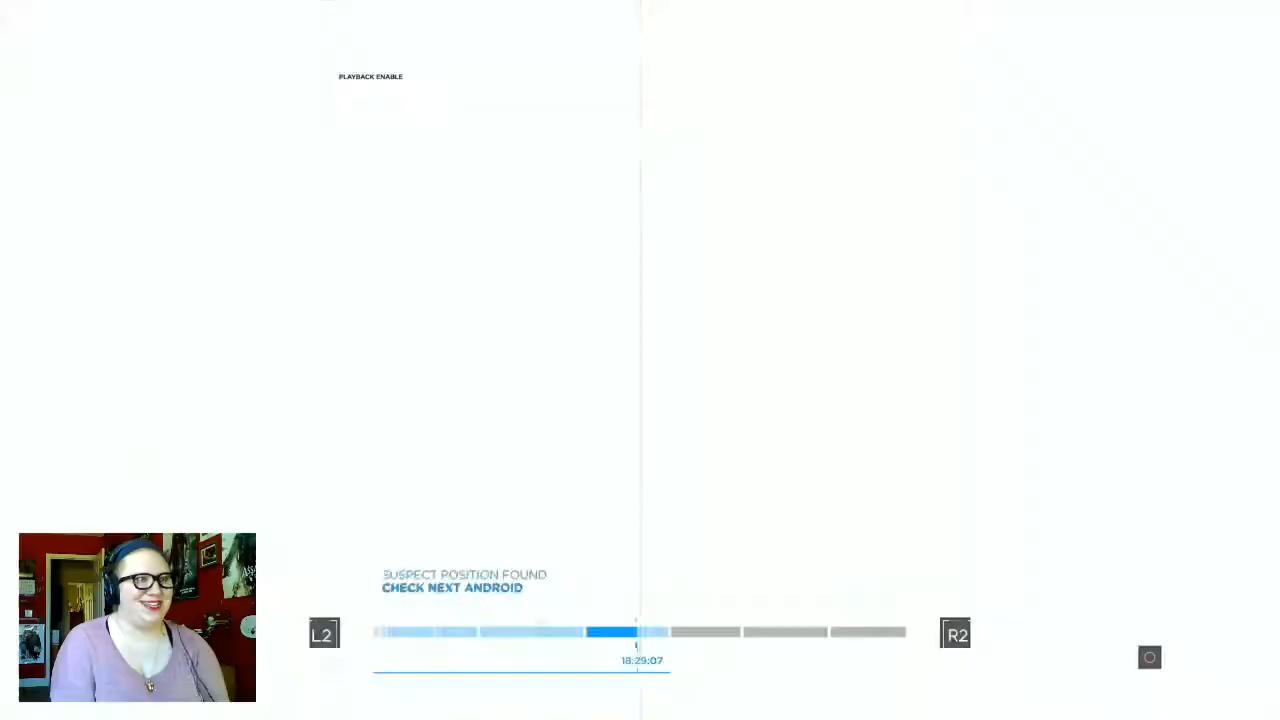 PLAYBACK ENABLE
SUSPECT POSITION FOUND
CHECK NEXT ANDROID
L2
R2
18:29:07